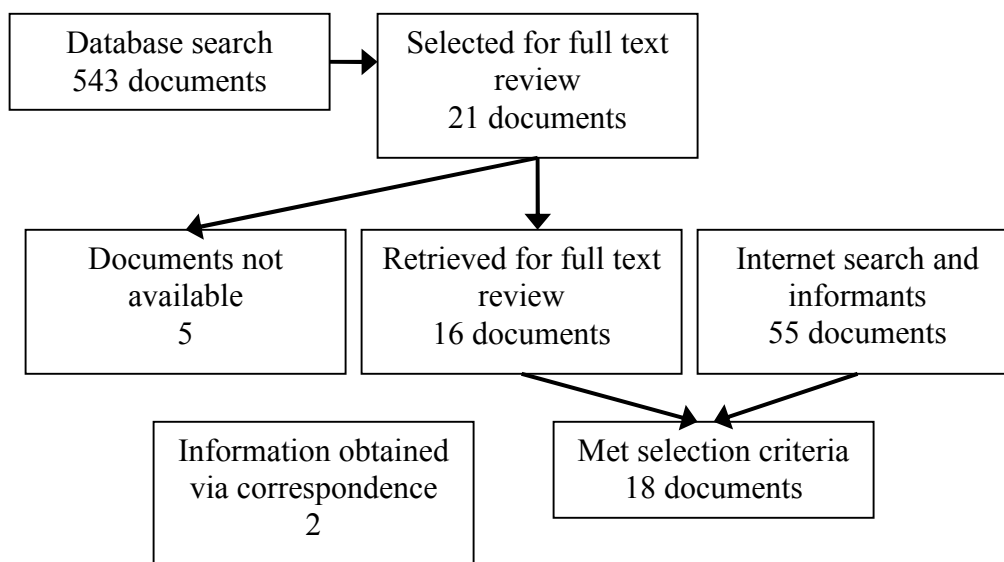 Database search
543 documents
Selected for full text
review
21 documents
Documents not
available
5
Retrieved for full text
review
16 documents
Internet search and
informants
55 documents
Information obtained
via correspondence
2
Met selection criteria
18 documents